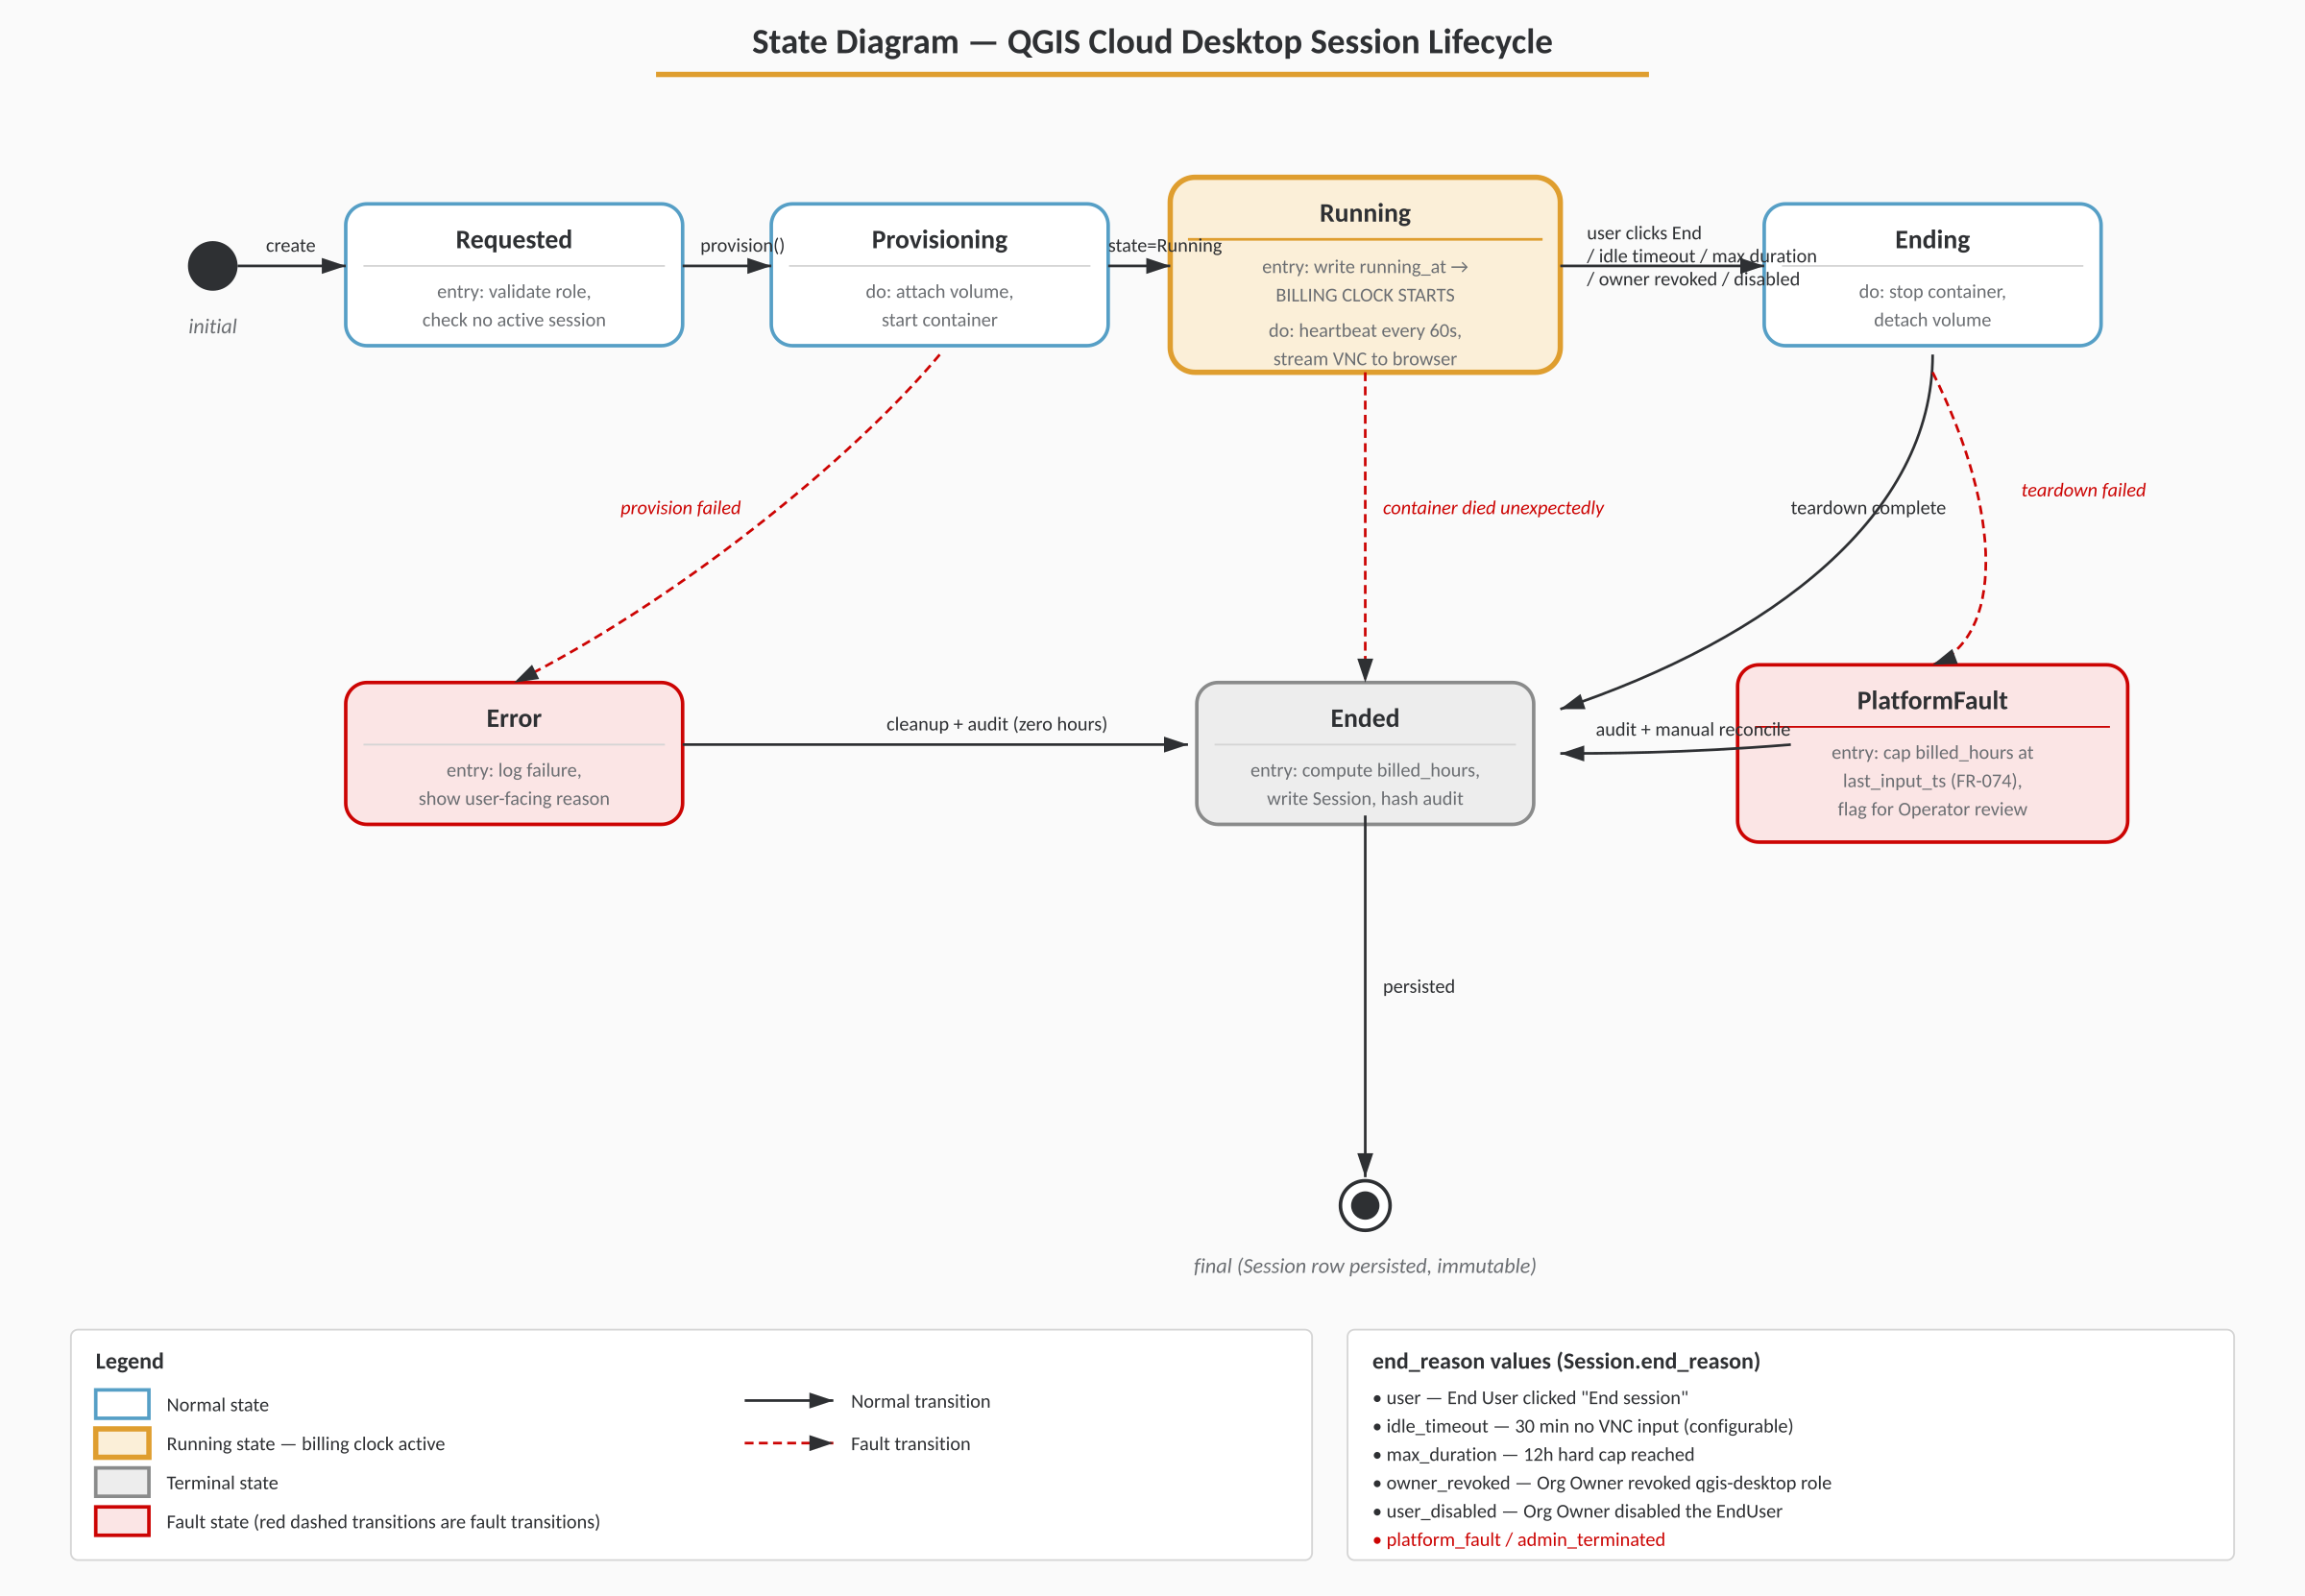 State Diagram — QGIS Cloud Desktop Session Lifecycle
create
initial
Requested
entry: validate role,
check no active session
provision()
Provisioning
do: attach volume,
start container
state=Running
Running
entry: write running_at →
BILLING CLOCK STARTS
do: heartbeat every 60s,
stream VNC to browser
user clicks End
/ idle timeout / max duration
/ owner revoked / disabled
Ending
do: stop container,
detach volume
provision failed
container died unexpectedly
teardown complete
teardown failed
Error
entry: log failure,
show user-facing reason
cleanup + audit (zero hours)
Ended
entry: compute billed_hours,
write Session, hash audit
audit + manual reconcile
PlatformFault
entry: cap billed_hours at
last_input_ts (FR-074),
flag for Operator review
persisted
final (Session row persisted, immutable)
Legend
Normal state
Running state — billing clock active
Terminal state
Fault state (red dashed transitions are fault transitions)
Normal transition
Fault transition
end_reason values (Session.end_reason)
• user — End User clicked "End session"
• idle_timeout — 30 min no VNC input (configurable)
• max_duration — 12h hard cap reached
• owner_revoked — Org Owner revoked qgis-desktop role
• user_disabled — Org Owner disabled the EndUser
• platform_fault / admin_terminated